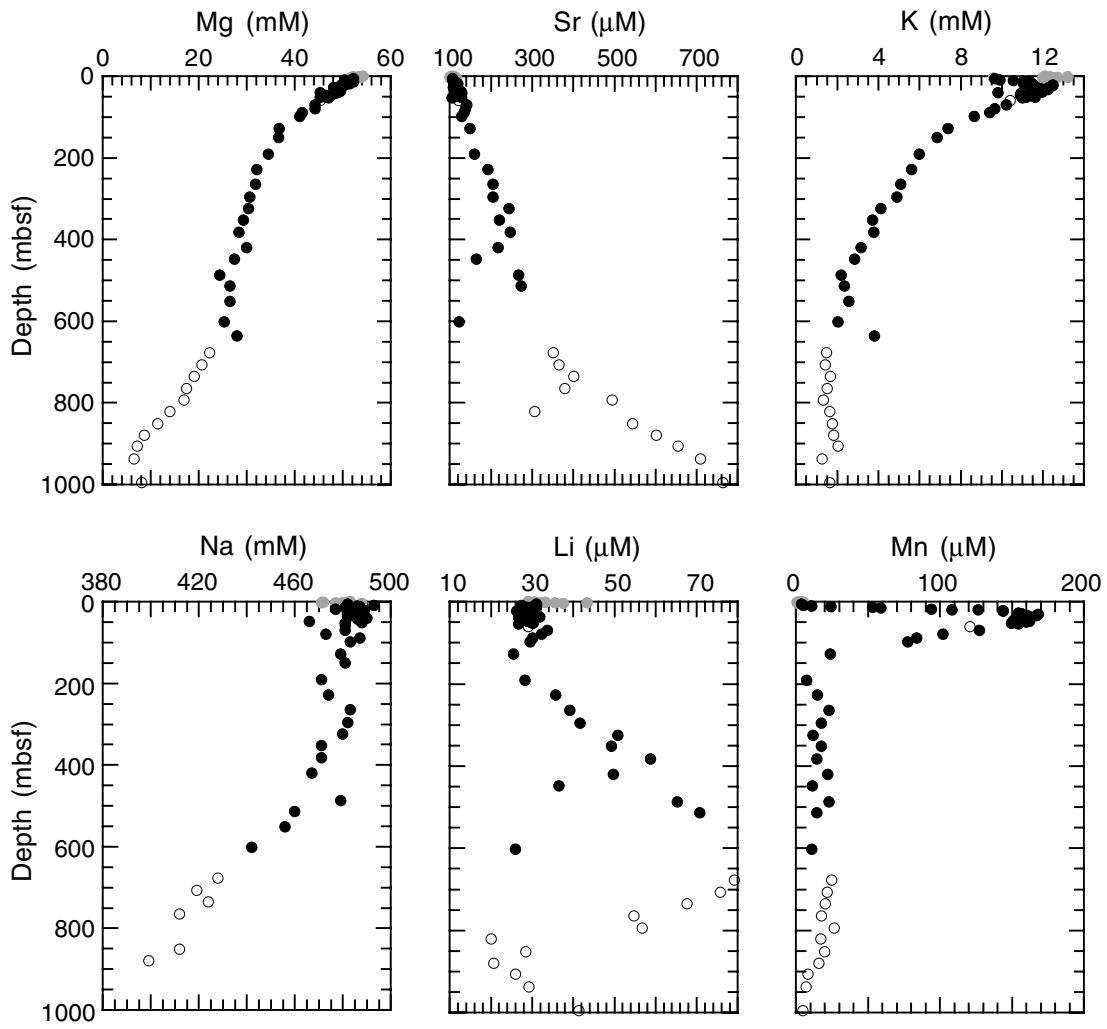 Mg (mM)
Sr (μM)
K (mM)
0 20 40 60
100 300 500 700
0 4 8 12
0
200
400
600
800
1000
Depth (mbsf)
Na (mM)
Li (μM)
Mn (μM)
380 420 460 500
10 30 50 70
0 100 200
0
200
400
600
800
1000
Depth (mbsf)